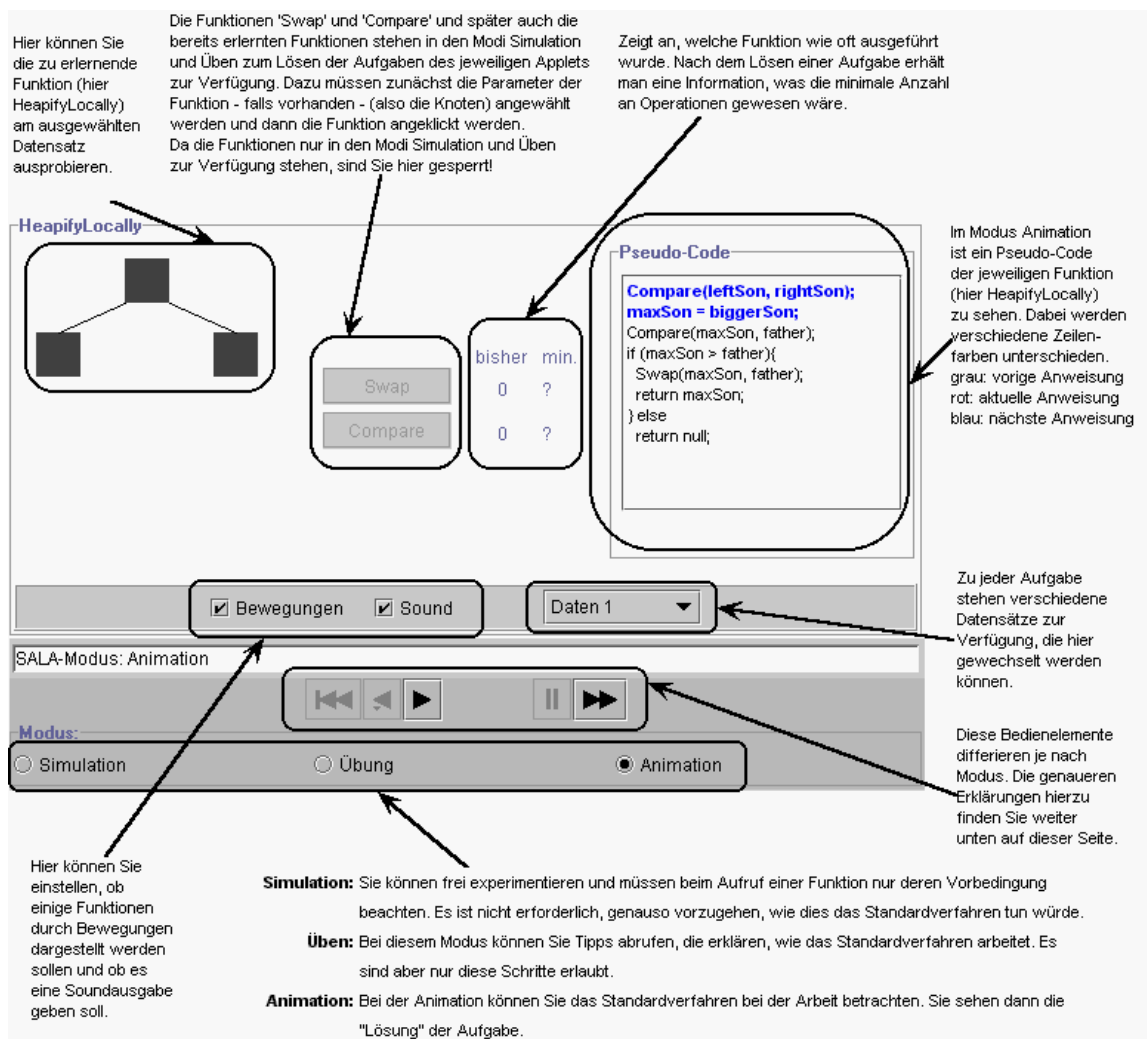 Hier können Sie
die zu erlernende
Funktion (hier
HeapifyLocally)
am ausgewählten
Datensatz
ausprobieren.
Die Funktionen 'Swap' und 'Compare' und später auch die
bereits erlernten Funktionen stehen in den Modi Simulation
und Üben zum Lösen der Aufgaben des jeweiligen Applets
zur Verfügung. Dazu müssen zunächst die Parameter der
Funktion - falls vorhanden - (also die Knoten) angewählt
werden und dann die Funktion angeklickt werden.
Da die Funktionen nur in den Modi Simulation und Üben
zur Verfügung stehen, sind Sie hier gesperrt!
Zeigt an, welche Funktion wie oft ausgeführt
wurde. Nach dem Lösen einer Aufgabe erhält
man eine Information, was die minimale Anzahl
an Operationen gewesen wäre.
HeapifyLocally
Swap
Compare
bisher min.
0 ?
0 ?
Pseudo-Code
Compare(leftSon, rightSon);
maxSon = biggerSon;
Compare(maxSon, father);
if (maxSon > father){
Swap(maxSon, father);
return maxSon;
} else
return null;
Im Modus Animation
ist ein Pseudo-Code
der jeweiligen Funktion
(hier HeapifyLocally)
zu sehen. Dabei werden
verschiedene Zeilen-
farben unterschieden.
grau: vorige Anweisung
rot: aktuelle Anweisung
blau: nächste Anweisung
Bewegungen Sound
Daten 1
Zu jeder Aufgabe
stehen verschiedene
Datensätze zur
Verfügung, die hier
gewechselt werden
können.
SALA-Modus: Animation
Modus:
Simulation Übung Animation
Diese Bedienelemente
differieren je nach
Modus. Die genaueren
Erklärungen hierzu
finden Sie weiter
unten auf dieser Seite.
Hier können Sie
einstellen, ob
einige Funktionen
durch Bewegungen
dargestellt werden
sollen und ob es
eine Soundausgabe
geben soll.
Simulation: Sie können frei experimentieren und müssen beim Aufruf einer Funktion nur deren Vorbedingung
beachten. Es ist nicht erforderlich, genauso vorzugehen, wie dies das Standardverfahren tun würde.
Üben: Bei diesem Modus können Sie Tipps abrufen, die erklären, wie das Standardverfahren arbeitet. Es
sind aber nur diese Schritte erlaubt.
Animation: Bei der Animation können Sie das Standardverfahren bei der Arbeit betrachten. Sie sehen dann die
"Lösung" der Aufgabe.